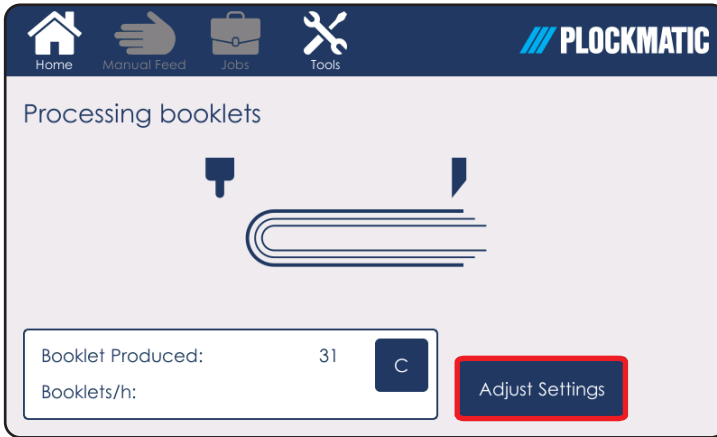 Home Manual Feed Jobs Tools
PLOCKMATIC
Processing booklets
Booklet Produced: 31
C
Booklets/h:
Adjust Settings